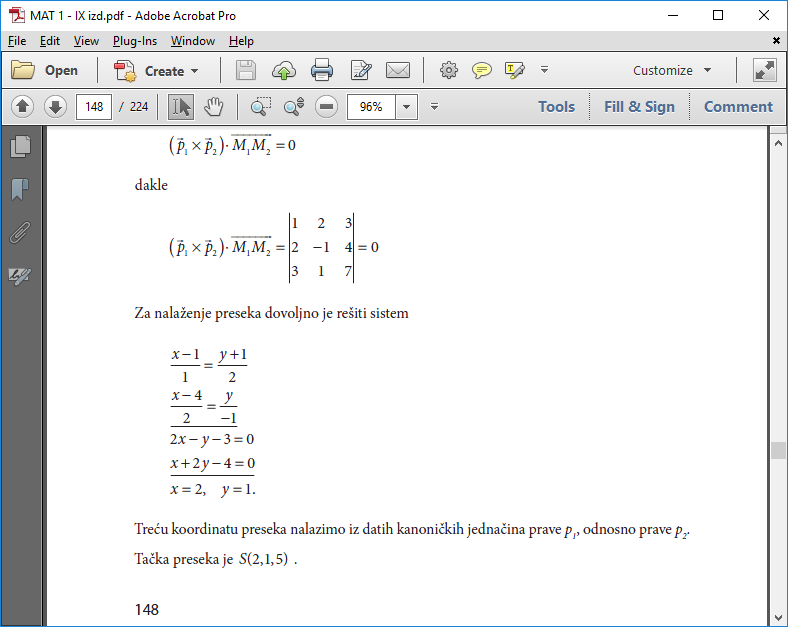 MAT 1 - IX izd.pdf - Adobe Acrobat Pro
File Edit View Plug-Ins Window Help
Open Create Customize
148 / 224 96% Tools Fill & Sign Comment
(p⃗₁ × p⃗₂) · M₁M₂ = 0
dakle
(p⃗₁ × p⃗₂) · M₁M₂ = |1 2 3
2 −1 4
3 1 7| = 0
Za nalaženje preseka dovoljno je rešiti sistem
(x − 1)/1 = (y + 1)/2
(x − 4)/2 = y/−1
2x − y − 3 = 0
x + 2y − 4 = 0
x = 2, y = 1.
Treću koordinatu preseka nalazimo iz datih kanoničkih jednačina prave p₁, odnosno prave p₂.
Tačka preseka je S(2,1,5) .
148